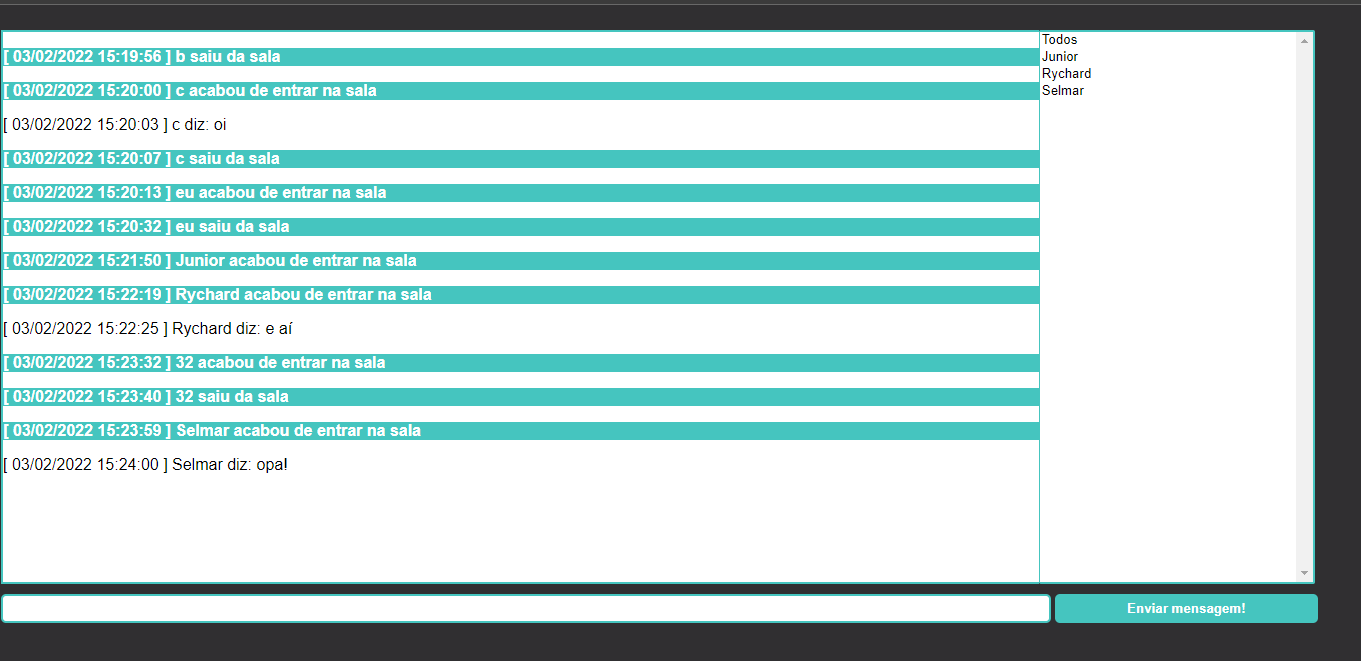 [ 03/02/2022 15:19:56 ] b saiu da sala
[ 03/02/2022 15:20:00 ] c acabou de entrar na sala
[ 03/02/2022 15:20:03 ] c diz: oi
[ 03/02/2022 15:20:07 ] c saiu da sala
[ 03/02/2022 15:20:13 ] eu acabou de entrar na sala
[ 03/02/2022 15:20:32 ] eu saiu da sala
[ 03/02/2022 15:21:50 ] Junior acabou de entrar na sala
[ 03/02/2022 15:22:19 ] Rychard acabou de entrar na sala
[ 03/02/2022 15:22:25 ] Rychard diz: e aí
[ 03/02/2022 15:23:32 ] 32 acabou de entrar na sala
[ 03/02/2022 15:23:40 ] 32 saiu da sala
[ 03/02/2022 15:23:59 ] Selmar acabou de entrar na sala
[ 03/02/2022 15:24:00 ] Selmar diz: opa!
Todos
Junior
Rychard
Selmar
Enviar mensagem!